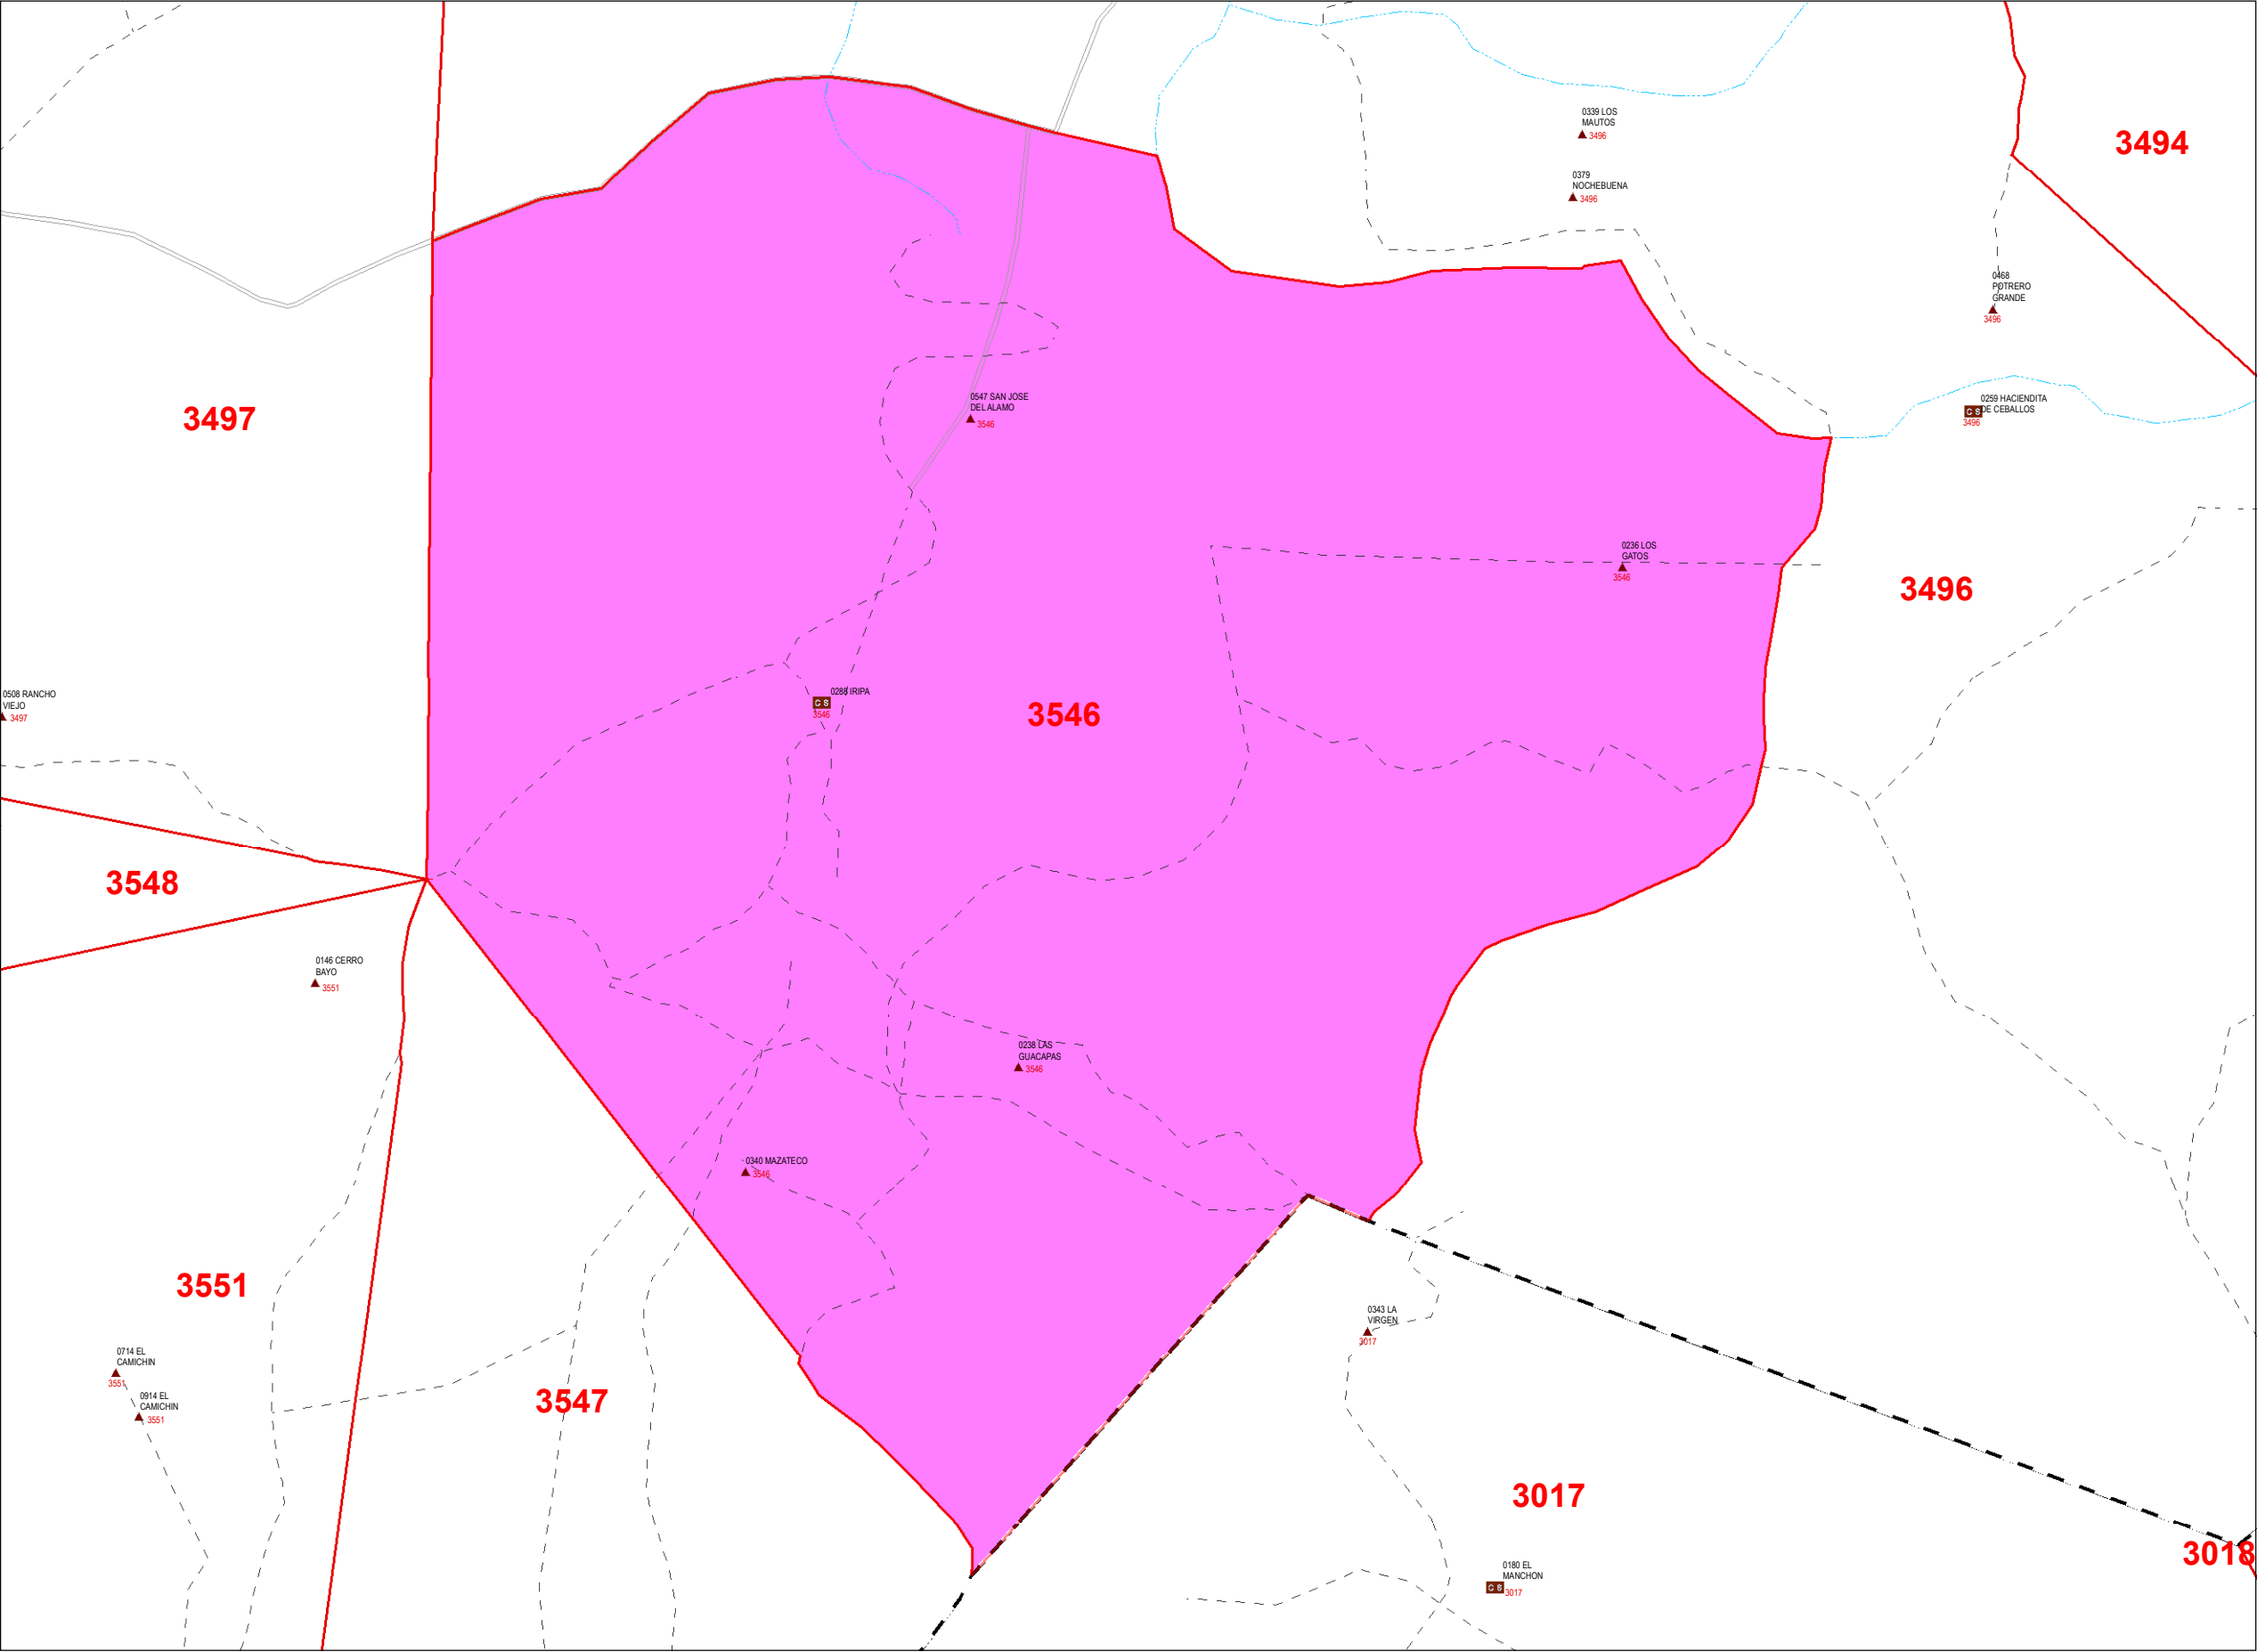 0339 LOS
MAUTOS
3496
3494
0379
NOCHEBUENA
3496
0468
POTRERO
GRANDE
3496
3497
0547 SAN JOSE
DEL ALAMO
3546
0259 HACIENDITA
DE CEBALLOS
C S
3496
0236 LOS
GATOS
3546
3496
0508 RANCHO
VIEJO
3497
0288 IRIPA
C S
3546
3546
3548
0146 CERRO
BAYO
3551
0238 LAS
GUACAPAS
3546
0340 MAZATECO
3546
3551
0343 LA
VIRGEN
3017
0714 EL
CAMICHIN
3551
0914 EL
CAMICHIN
3551
3547
3017
3018
0180 EL
MANCHON
C S
3017